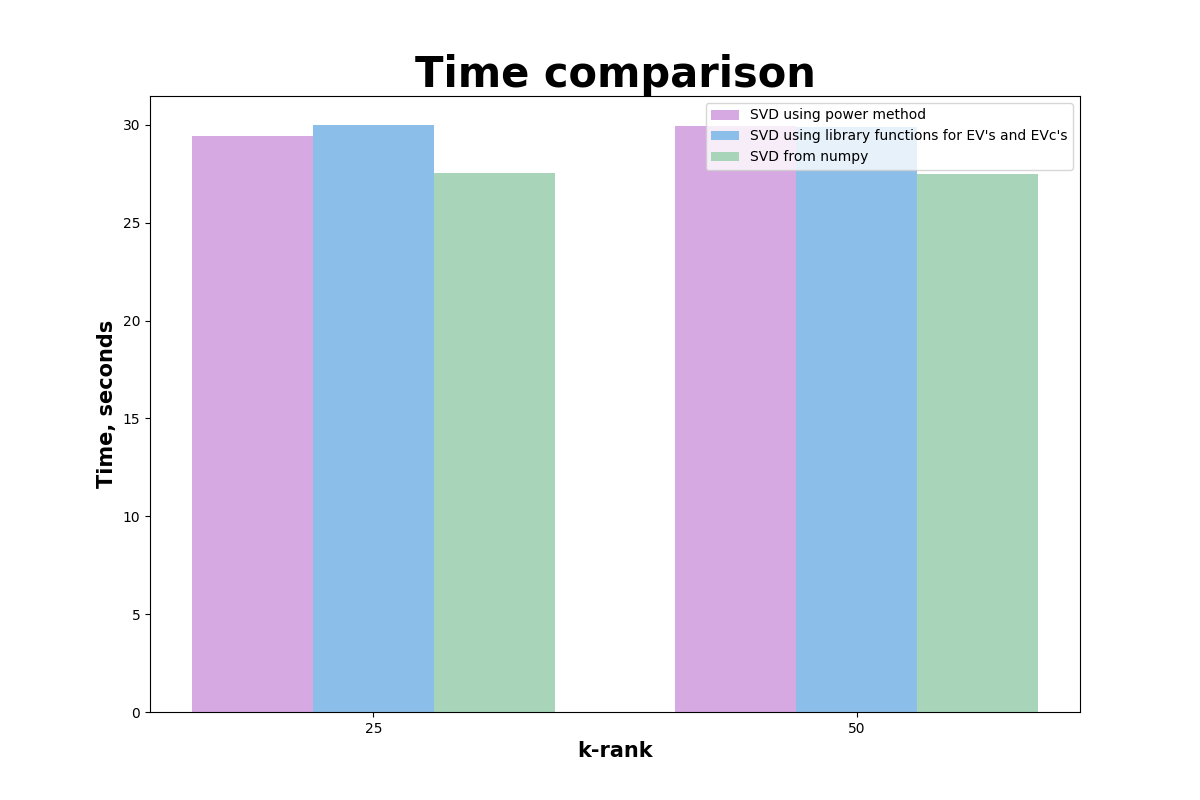 Time comparison
SVD using power method
SVD using library functions for EV's and EVc's
SVD from numpy
30
25
20
15
10
5
0
Time, seconds
25 50
k-rank